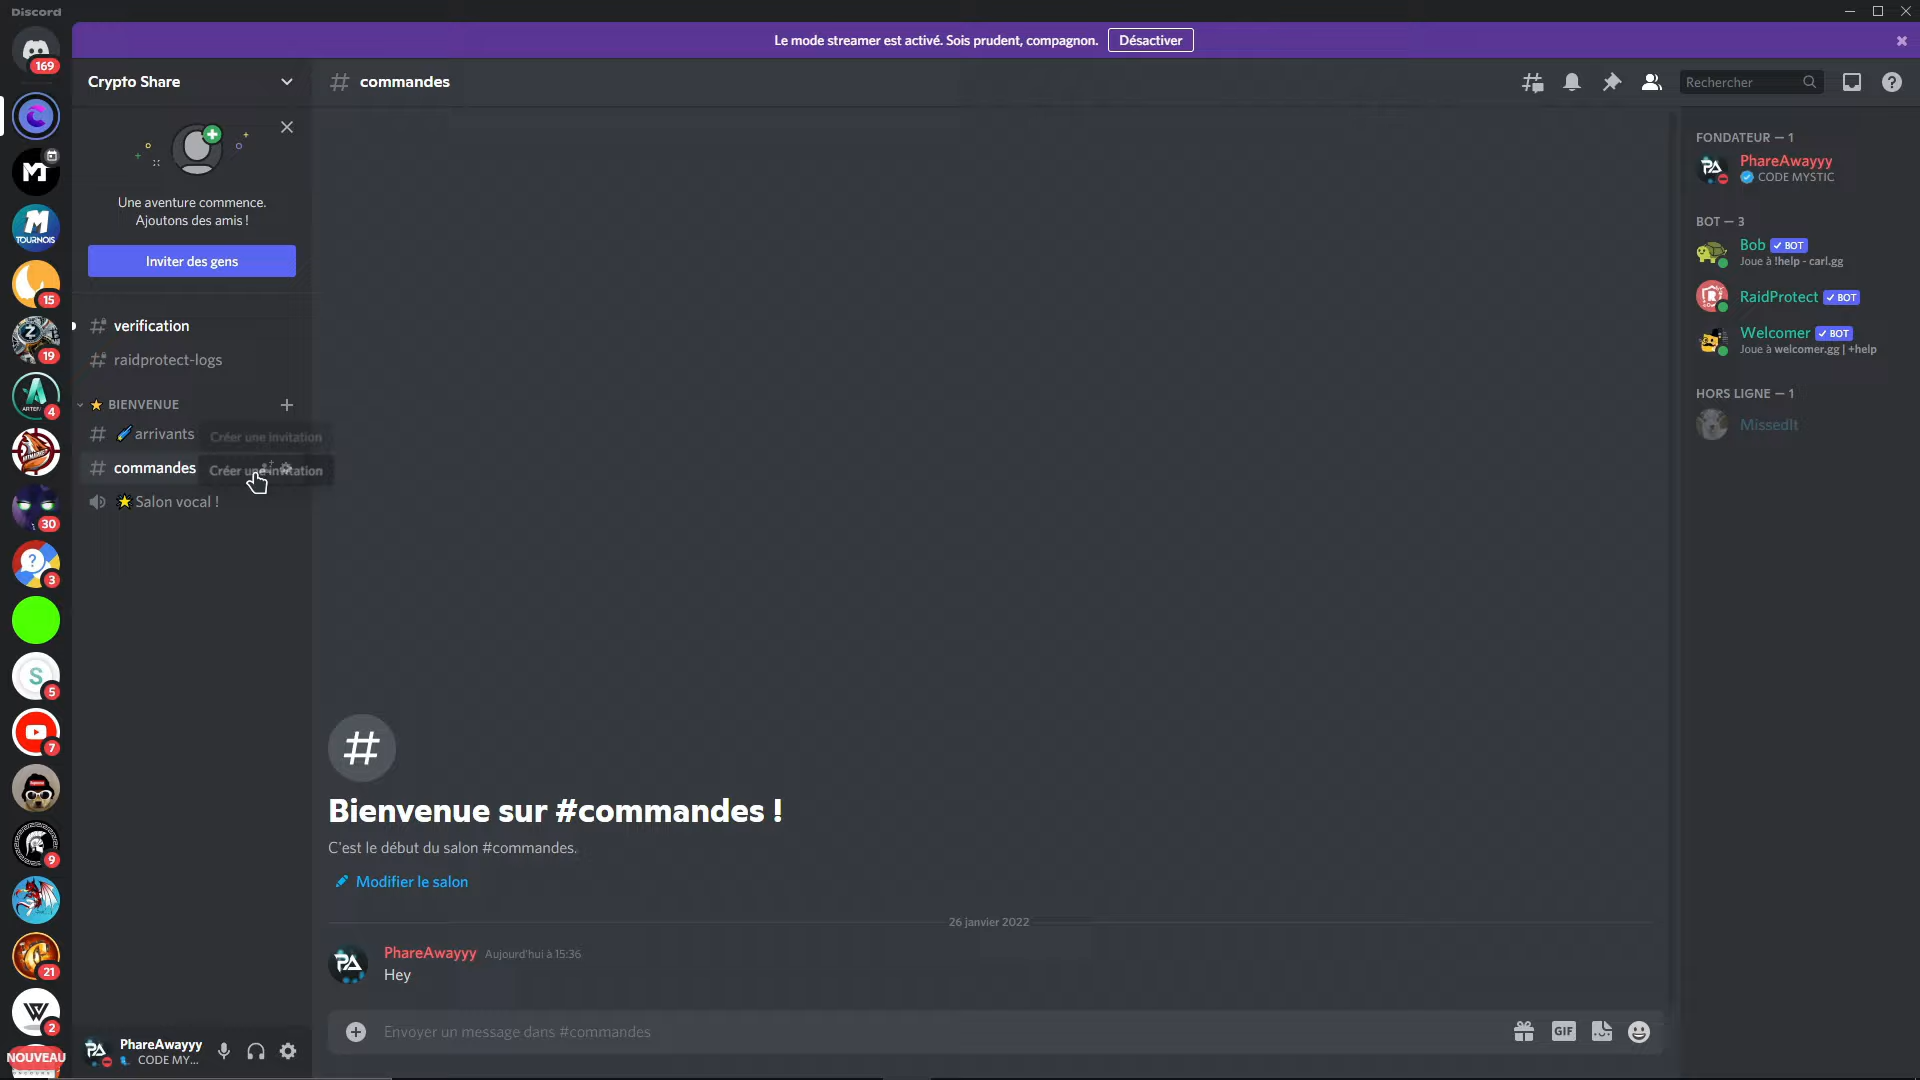 Discord
Le mode streamer est activé. Sois prudent, compagnon.
Désactiver
169
Crypto Share
commandes
Rechercher
Une aventure commence.
Ajoutons des amis !
Inviter des gens
TOURNOIS
15
19
4
30
3
S
5
7
9
21
2
NOUVEAU
verification
raidprotect-logs
BIENVENUE
arrivants
Créer une invitation
commandes
Créer une invitation
Salon vocal !
PhareAwayyy
CODE MY...
Bienvenue sur #commandes !
C'est le début du salon #commandes.
Modifier le salon
26 janvier 2022
PhareAwayyy Aujourd'hui à 15:36
Hey
Envoyer un message dans #commandes
GIF
FONDATEUR — 1
PhareAwayyy
CODE MYSTIC
BOT — 3
Bob BOT
Joue à !help - carl.gg
RaidProtect BOT
Welcomer BOT
Joue à welcomer.gg | +help
HORS LIGNE — 1
MissedIt